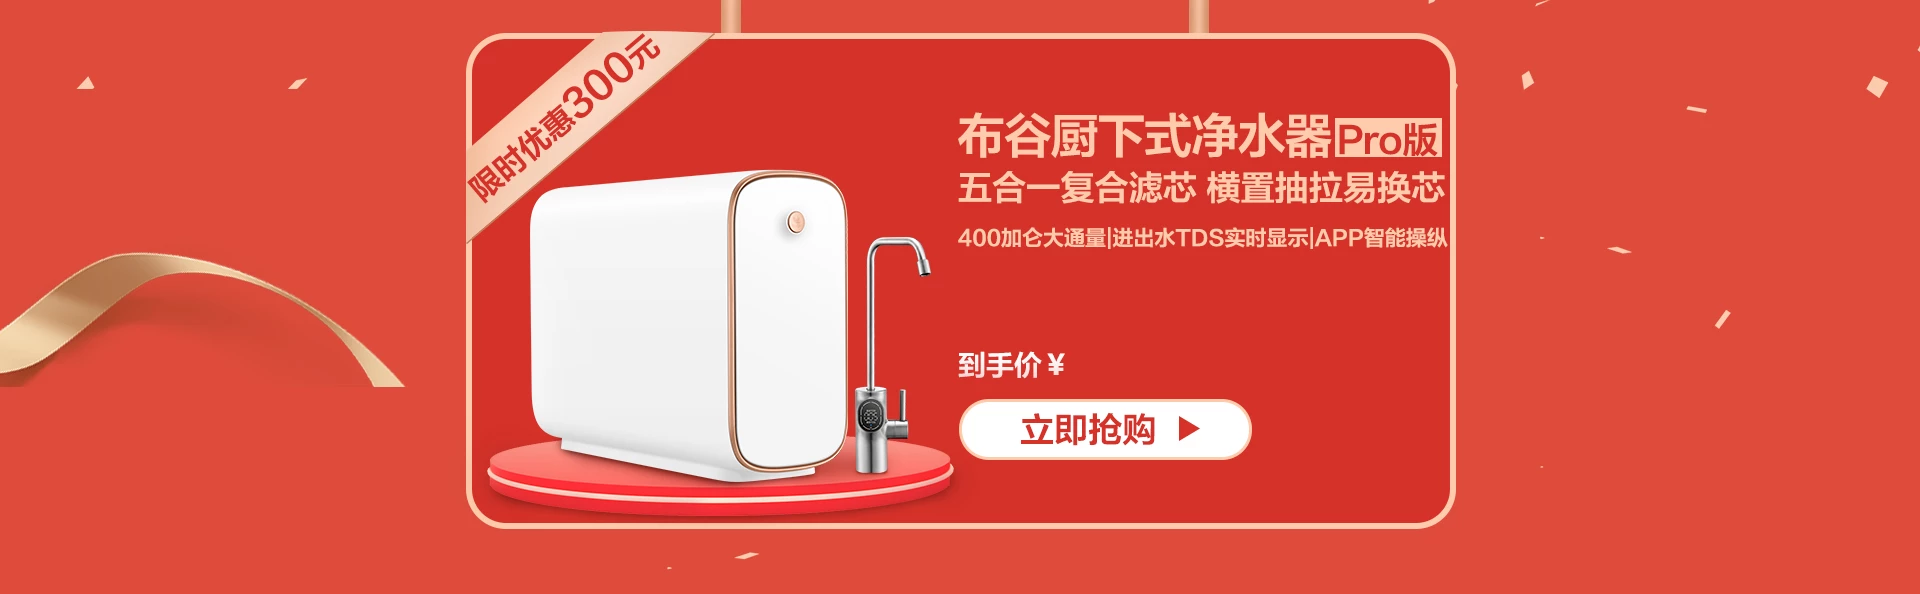 限时优惠300元
布谷厨下式净水器Pro版
五合一复合滤芯 横置抽拉易换芯
400加仑大通量|进出水TDS实时显示|APP智能操纵
到手价¥
立即抢购